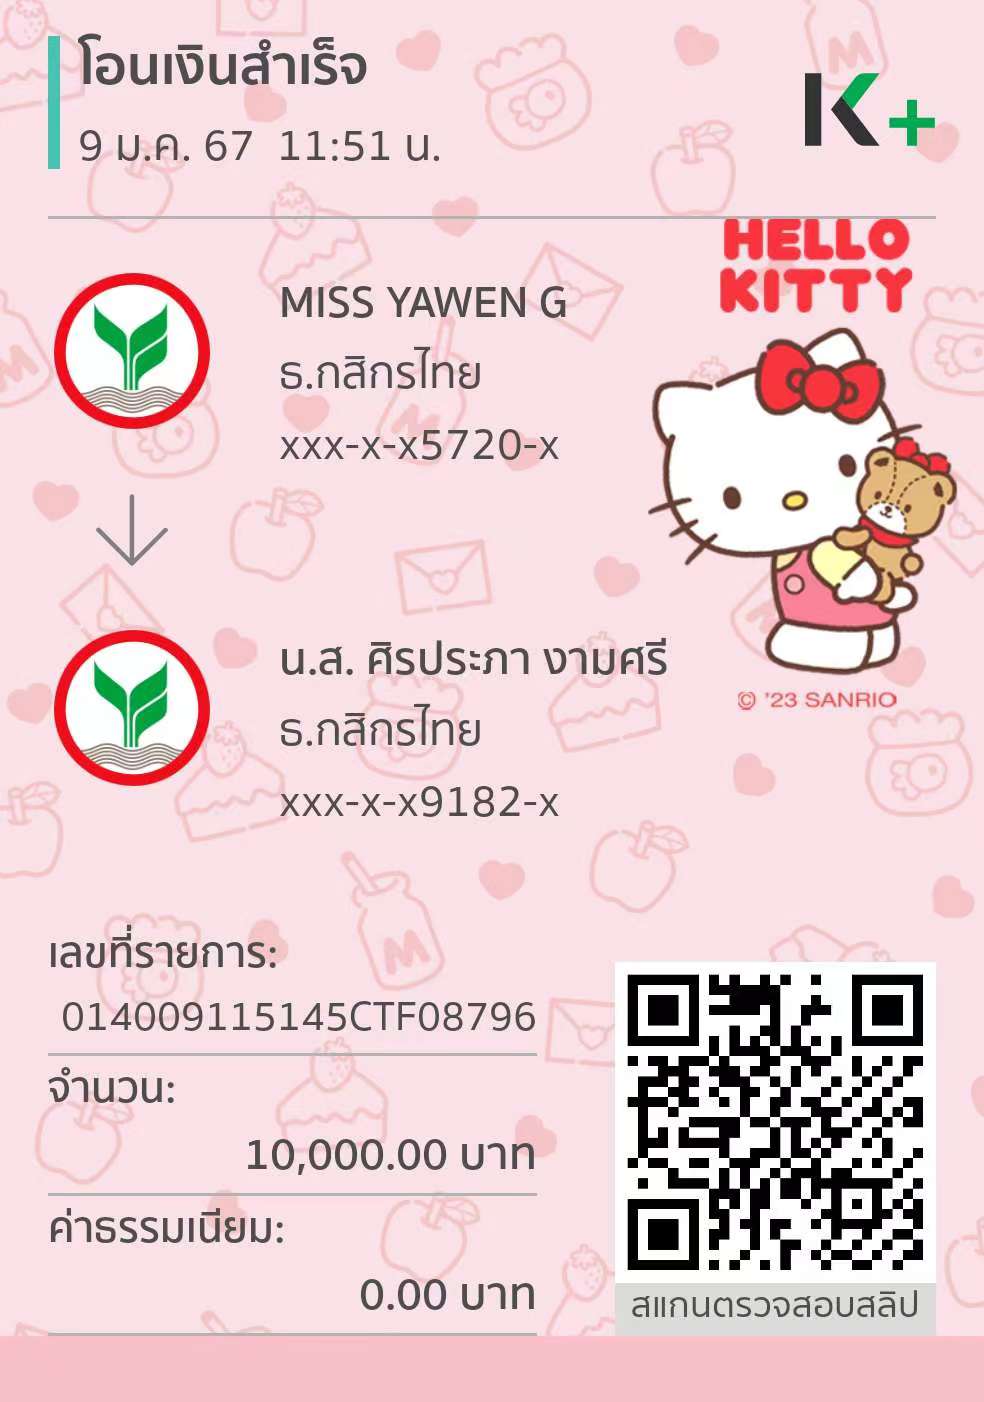 โอนเงินสำเร็จ
9 ม.ค. 67 11:51 น.
K+
HELLO
KITTY
MISS YAWEN G
ธ.กสิกรไทย
xxx-x-x5720-x
น.ส. ศิรประภา งามศรี
ธ.กสิกรไทย
xxx-x-x9182-x
© '23 SANRIO
เลขที่รายการ:
014009115145CTF08796
จำนวน:
10,000.00 บาท
ค่าธรรมเนียม:
0.00 บาท
สแกนตรวจสอบสลิป